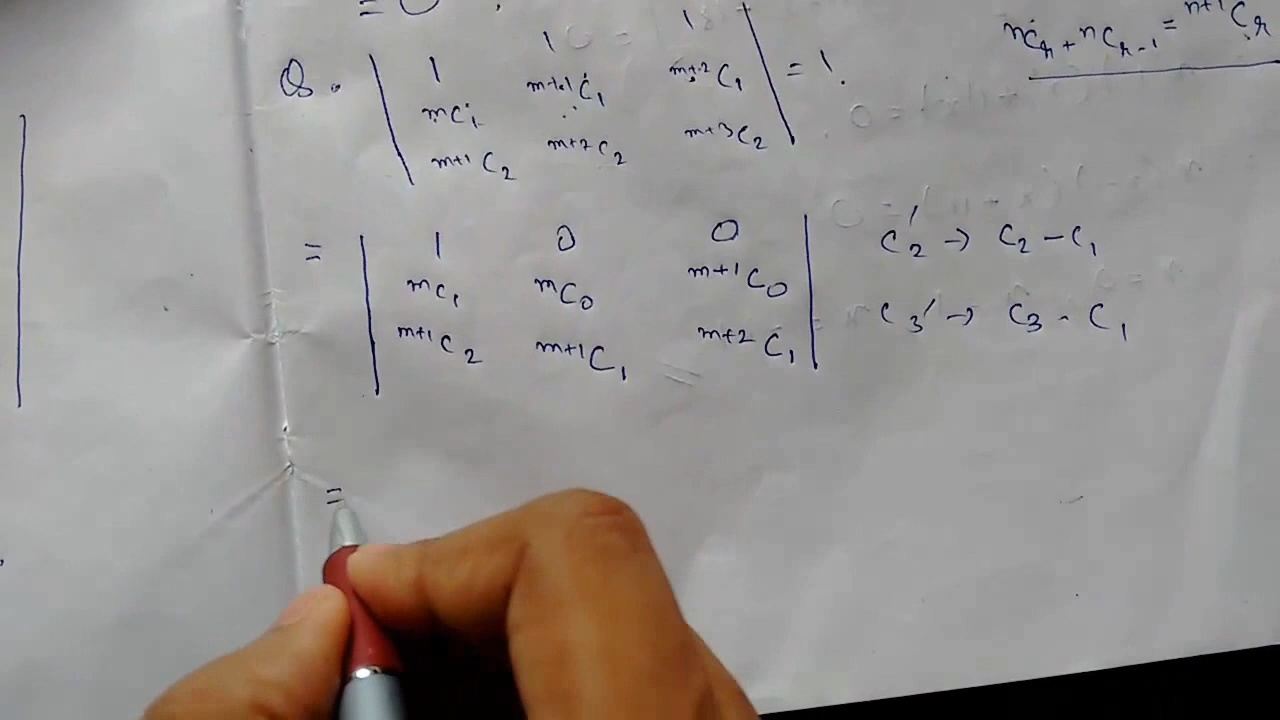 = 0 .
ⁿCᵣ + ⁿCᵣ₋₁ = ⁿ⁺¹Cᵣ
Q. | 1 1 1 | = 1.
ᵐC₁ ᵐ⁺¹C₁ ᵐ⁺²C₁
ᵐ⁺¹C₂ ᵐ⁺²C₂ ᵐ⁺³C₂
= | 1 0 0 | C₂' → C₂ - C₁
ᵐC₁ ᵐC₀ ᵐ⁺¹C₀
C₃' → C₃ - C₁
ᵐ⁺¹C₂ ᵐ⁺¹C₁ ᵐ⁺²C₁
=